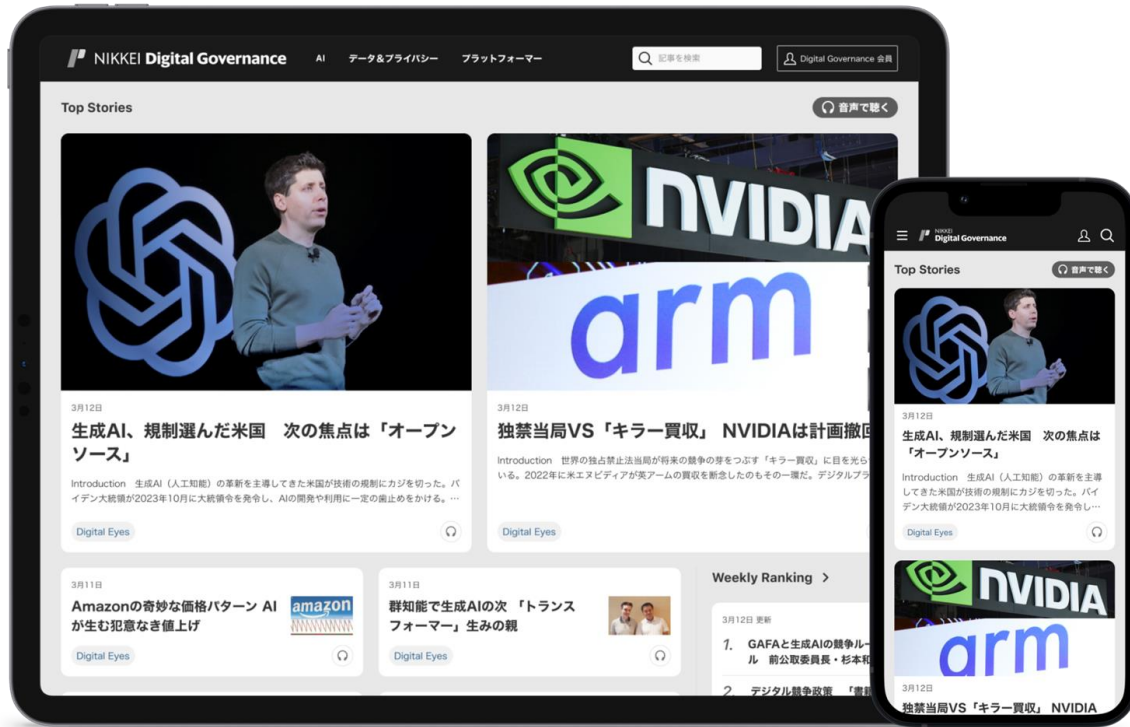 NIKKEI Digital Governance
AI
データ&プライバシー
プラットフォーマー
記事を検索
Digital Governance 会員
Top Stories
音声で聴く
3月12日
生成AI、規制選んだ米国 次の焦点は「オープン
ソース」
Introduction 生成AI（人工知能）の革新を主導してきた米国が技術の規制にカジを切った。バ
イデン大統領が2023年10月に大統領令を発令し、AIの開発や利用に一定の歯止めをかける。…
Digital Eyes
NVIDIA
arm
3月12日
独禁当局VS「キラー買収」 NVIDIAは計画撤回
Introduction 世界の独占禁止法当局が将来の競争の芽をつぶす「キラー買収」に目を光ら
いる。2022年に米エヌビディアが英アームの買収を断念したのもその一環だ。デジタルプラ
Digital Eyes
3月11日
Amazonの奇妙な価格パターン AI
が生む犯意なき値上げ
amazon
Digital Eyes
3月11日
群知能で生成AIの次 「トランス
フォーマー」生みの親
Digital Eyes
Weekly Ranking
3月12日 更新
1. GAFAと生成AIの競争ルー
ル 前公取委員長・杉本和
2. デジタル競争政策
NIKKEI
Digital Governance
Top Stories
音声で聴く
3月12日
生成AI、規制選んだ米国 次の焦点は
「オープンソース」
Introduction 生成AI（人工知能）の革新を主導
してきた米国が技術の規制にカジを切った。バイ
デン大統領が2023年10月に大統領令を発令し…
Digital Eyes
NVIDIA
arm
3月12日
独禁当局VS「キラー買収」 NVIDIA